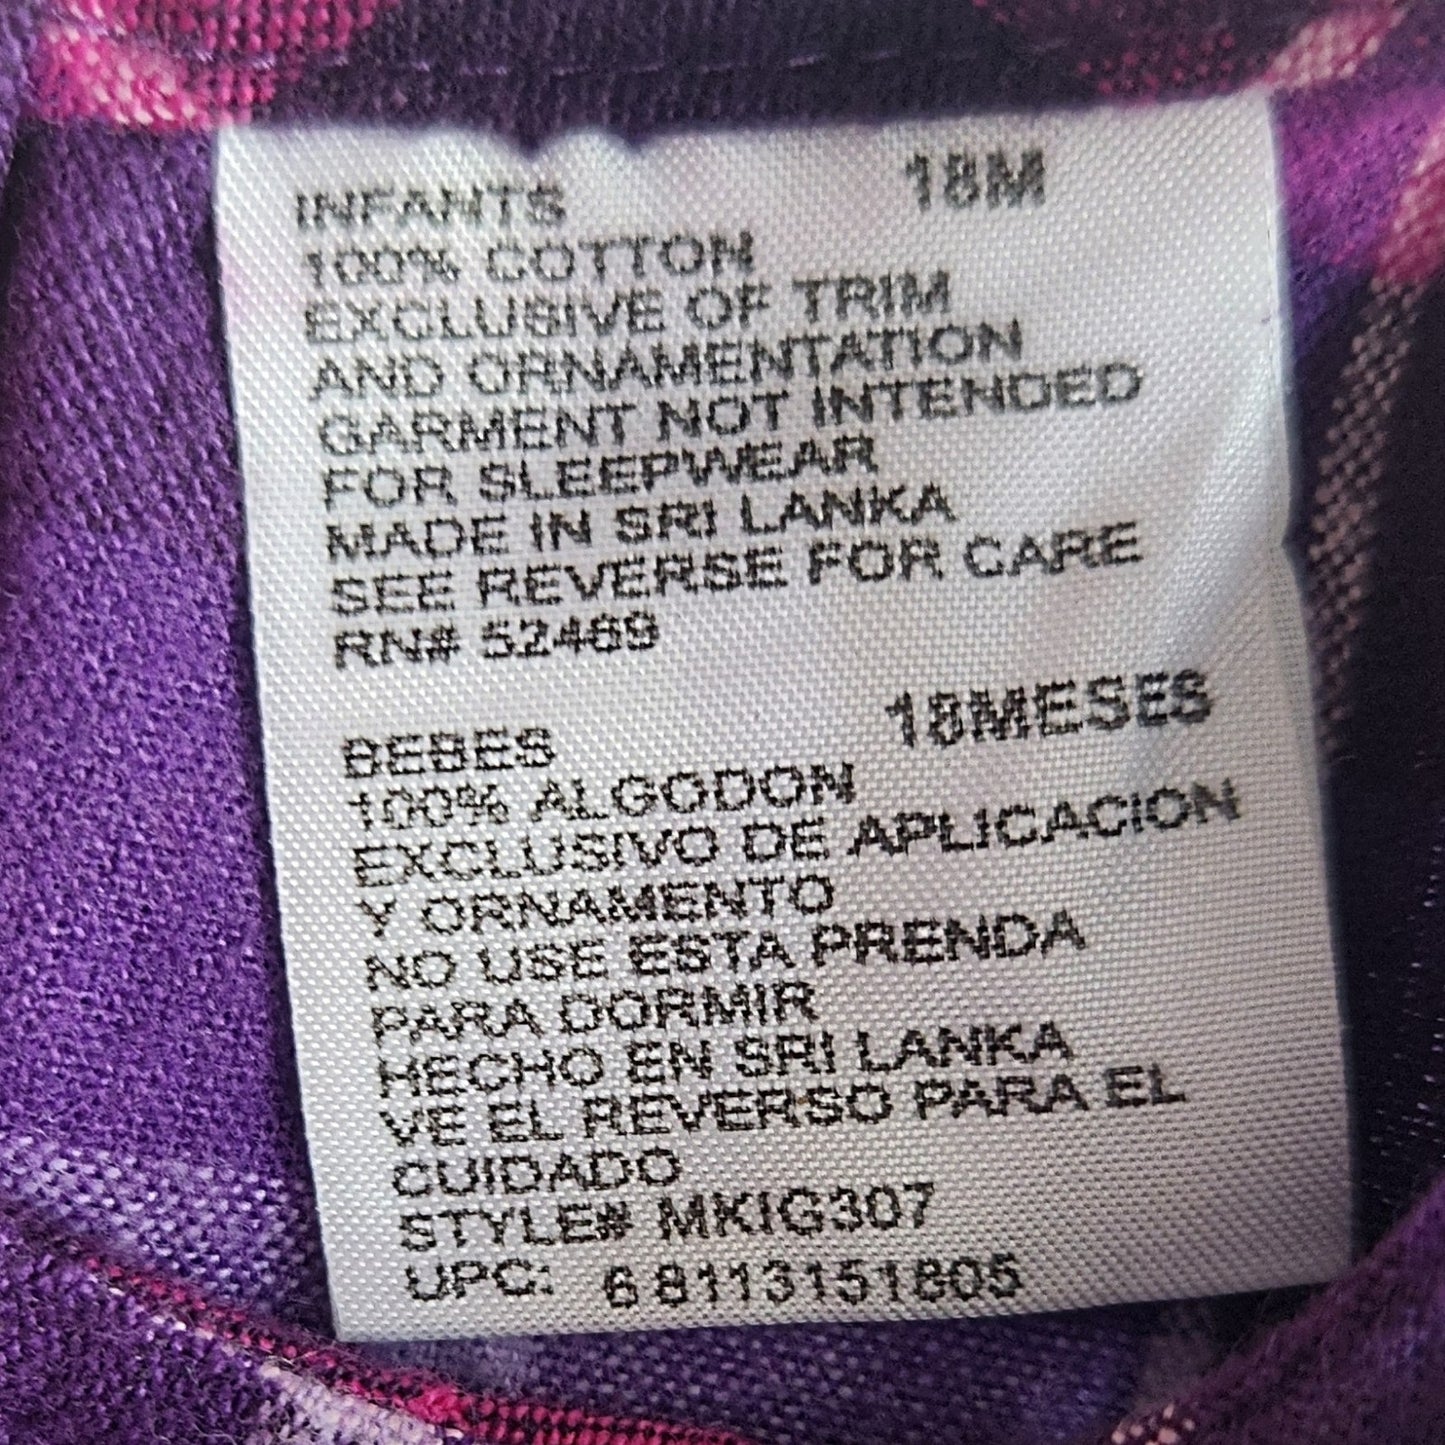 INFANTS 18M
100% COTTON
EXCLUSIVE OF TRIM
AND ORNAMENTATION
GARMENT NOT INTENDED
FOR SLEEPWEAR
MADE IN SRI LANKA
SEE REVERSE FOR CARE
RN# 52469
BEBES 18MESES
100% ALGODON
EXCLUSIVO DE APLICACION
Y ORNAMENTO
NO USE ESTA PRENDA
PARA DORMIR
HECHO EN SRI LANKA
VE EL REVERSO PARA EL
CUIDADO
STYLE# MKIG307
UPC: 6 8113151805